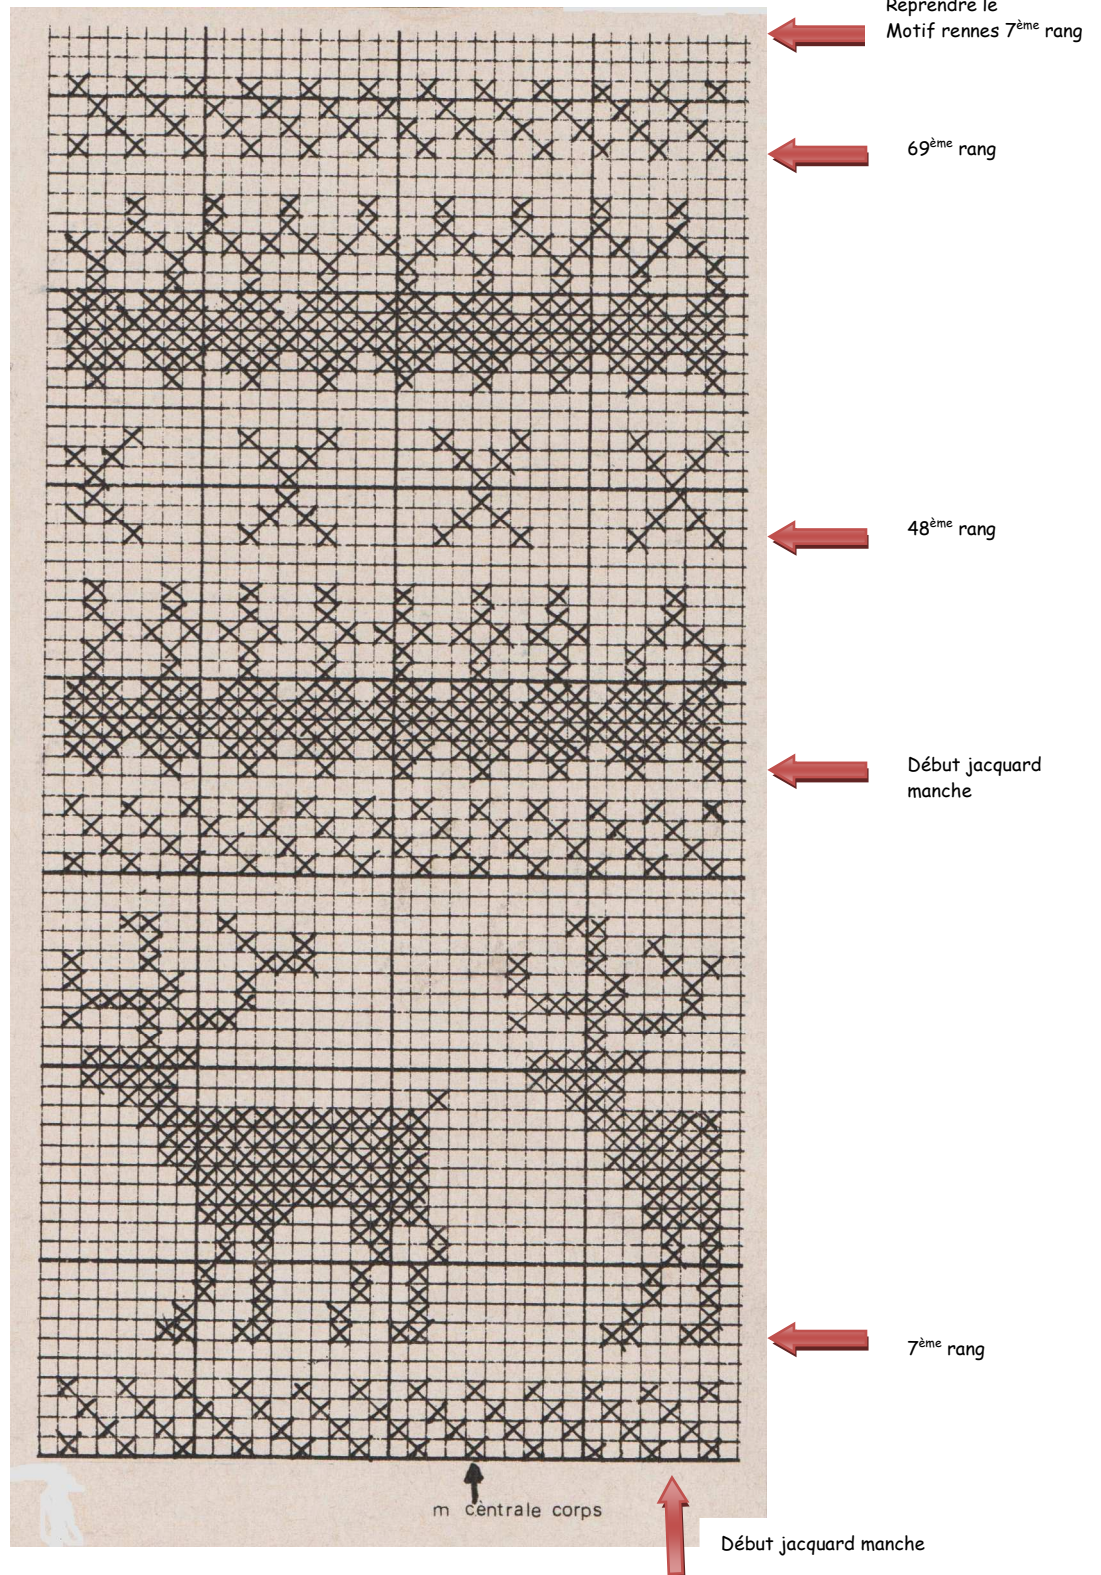 Reprendre le
Motif rennes 7ème rang
69ème rang
48ème rang
Début jacquard
manche
7ème rang
m centrale corps
Début jacquard manche